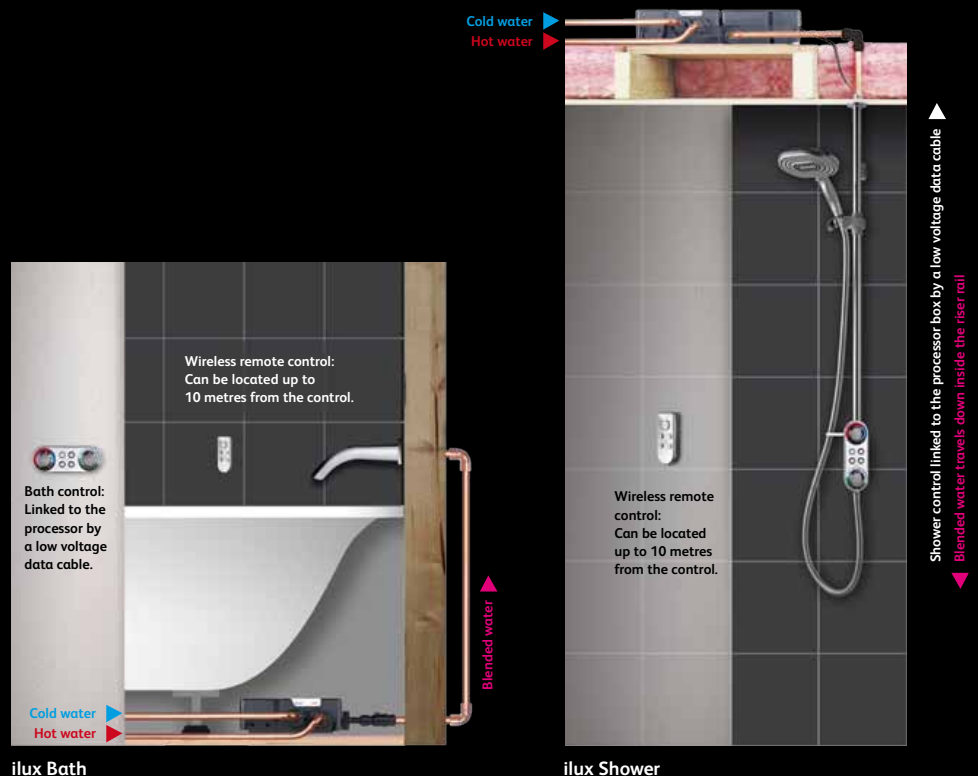 Cold water
Hot water
Wireless remote control:
Can be located up to
10 metres from the control.
Bath control:
Linked to the
processor by
a low voltage
data cable.
Blended water
Cold water
Hot water
ilux Bath
Wireless remote
control:
Can be located
up to 10 metres
from the control.
Shower control linked to the processor box by a low voltage data cable
Blended water travels down inside the riser rail
ilux Shower